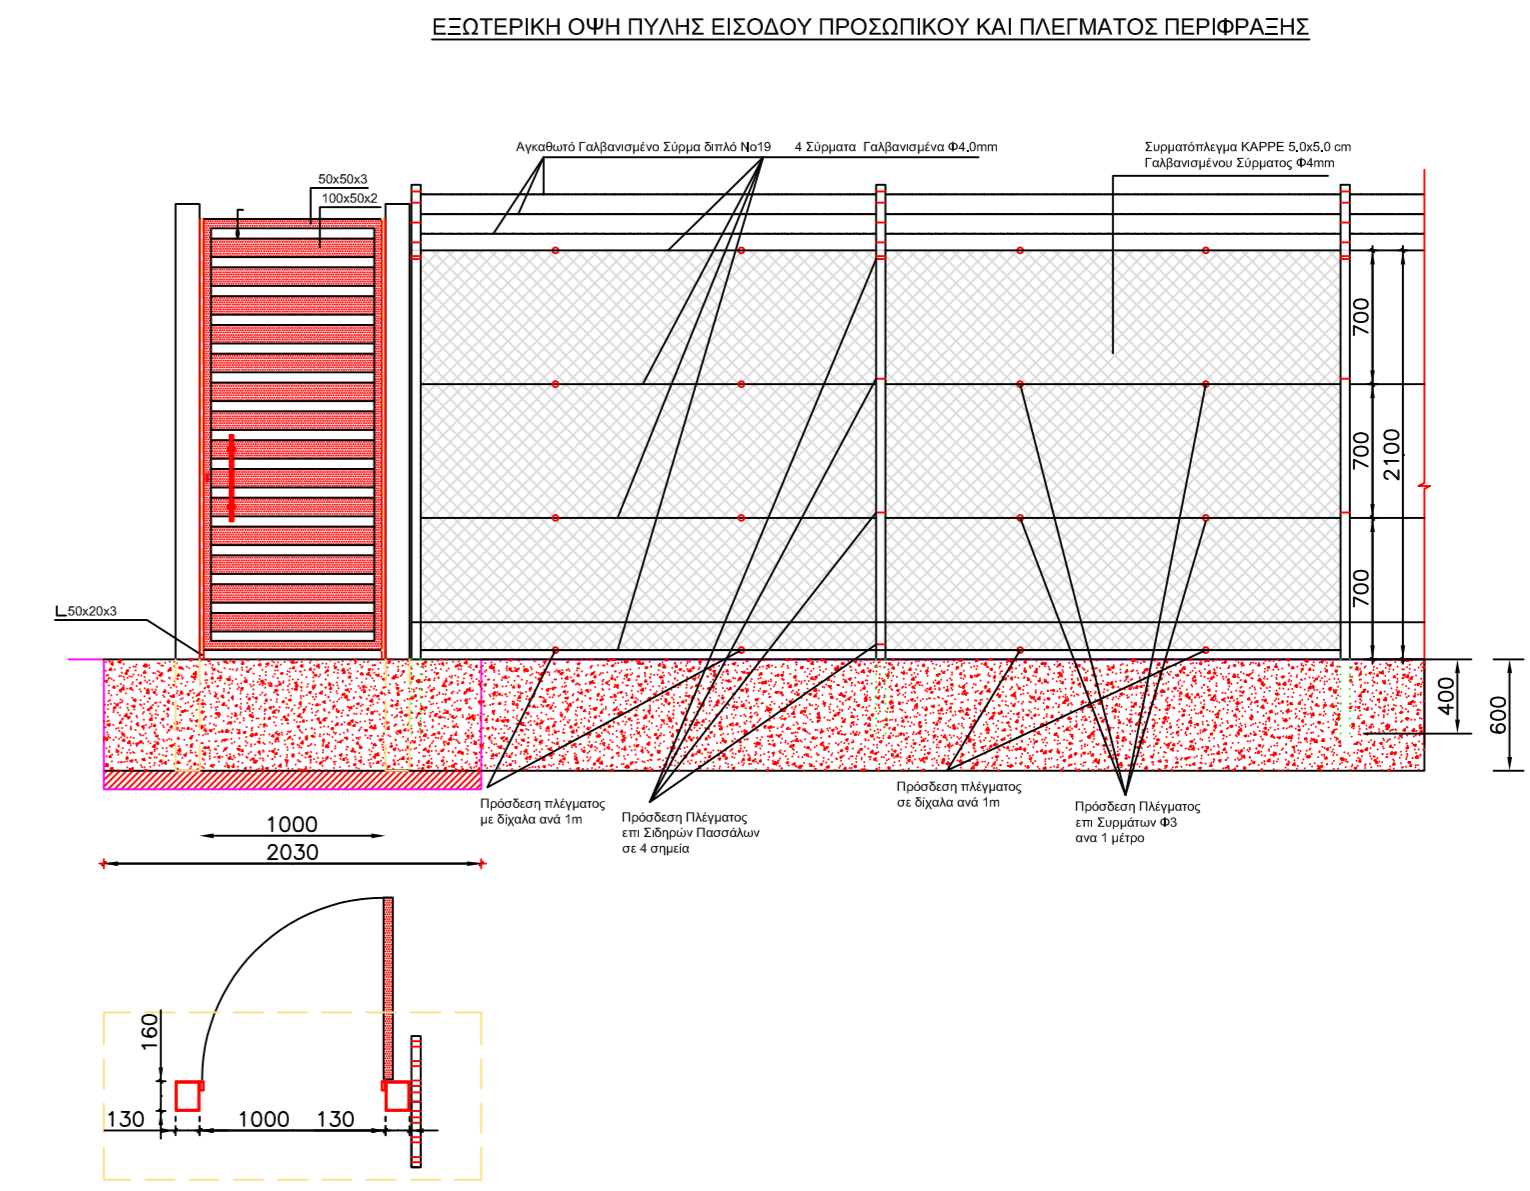 ΕΞΩΤΕΡΙΚΗ ΟΨΗ ΠΥΛΗΣ ΕΙΣΟΔΟΥ ΠΡΟΣΩΠΙΚΟΥ ΚΑΙ ΠΛΕΓΜΑΤΟΣ ΠΕΡΙΦΡΑΞΗΣ
Αγκαθωτό Γαλβανισμένο Σύρμα διπλό Νο19
4 Σύρματα Γαλβανισμένα Φ4.0mm
Συρματόπλεγμα ΚΑΡΡΕ 5.0x5.0 cm
Γαλβανισμένου Σύρματος Φ4mm
50x50x3
100x50x2
700
700
2100
700
L50x20x3
400
600
Πρόσδεση πλέγματος
με δίχαλα ανά 1m
Πρόσδεση Πλέγματος
επι Σιδηρών Πασσάλων
σε 4 σημεία
Πρόσδεση πλέγματος
σε δίχαλα ανά 1m
Πρόσδεση Πλέγματος
επι Συρμάτων Φ3
ανα 1 μέτρο
1000
2030
160
130
1000
130